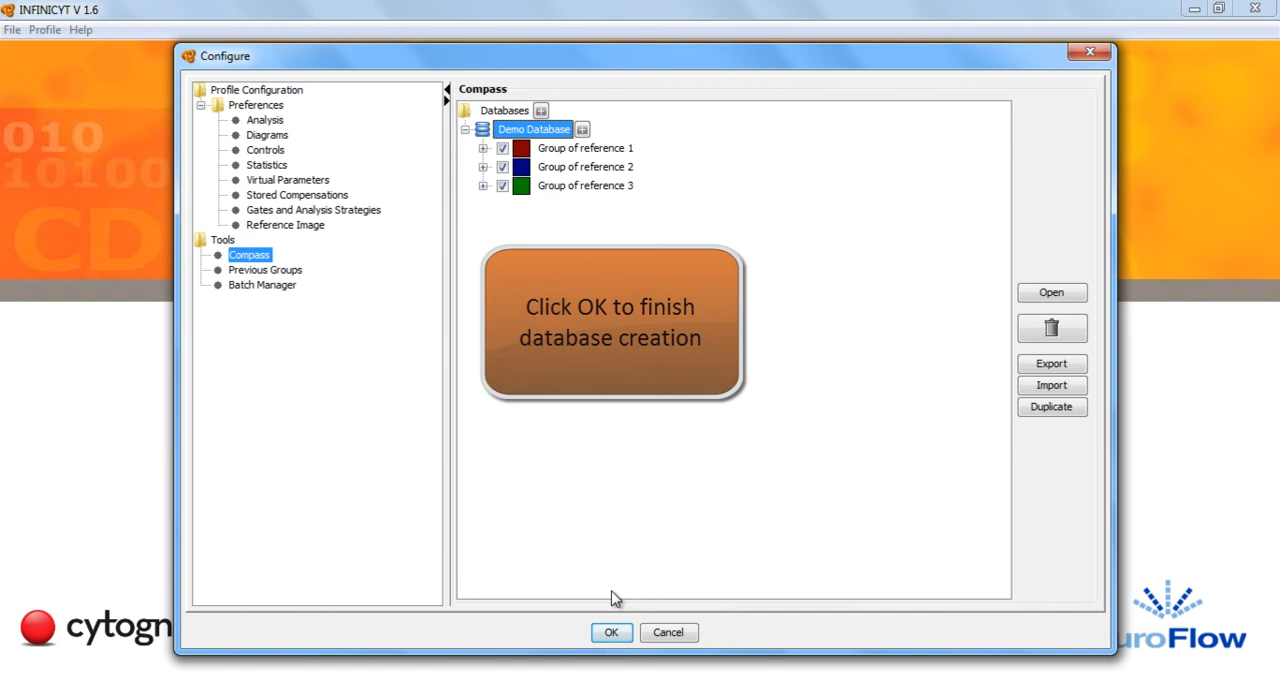 INFINICYT V 1.6
File Profile Help
Configure
Profile Configuration
Preferences
Analysis
Diagrams
Controls
Statistics
Virtual Parameters
Stored Compensations
Gates and Analysis Strategies
Reference Image
Tools
Compass
Previous Groups
Batch Manager
Compass
Databases
Demo Database
Group of reference 1
Group of reference 2
Group of reference 3
Click OK to finish
database creation
Open
Export
Import
Duplicate
OK Cancel
010
10100
CD
cytogn
uroFlow